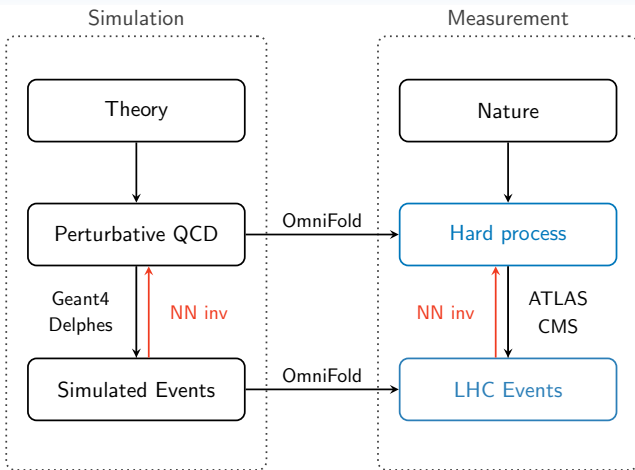 Simulation
Measurement
Theory
Nature
Perturbative QCD
OmniFold
Hard process
Geant4
Delphes
NN inv
NN inv
ATLAS
CMS
Simulated Events
OmniFold
LHC Events